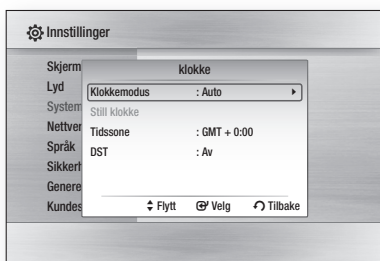 Innstillinger
Skjerm
klokke
Lyd
Klokkemodus : Auto
System
Still klokke
Nettver
Tidssone : GMT + 0:00
Språk
DST : Av
Sikkerh
Genere
Kundes
Flytt Velg Tilbake